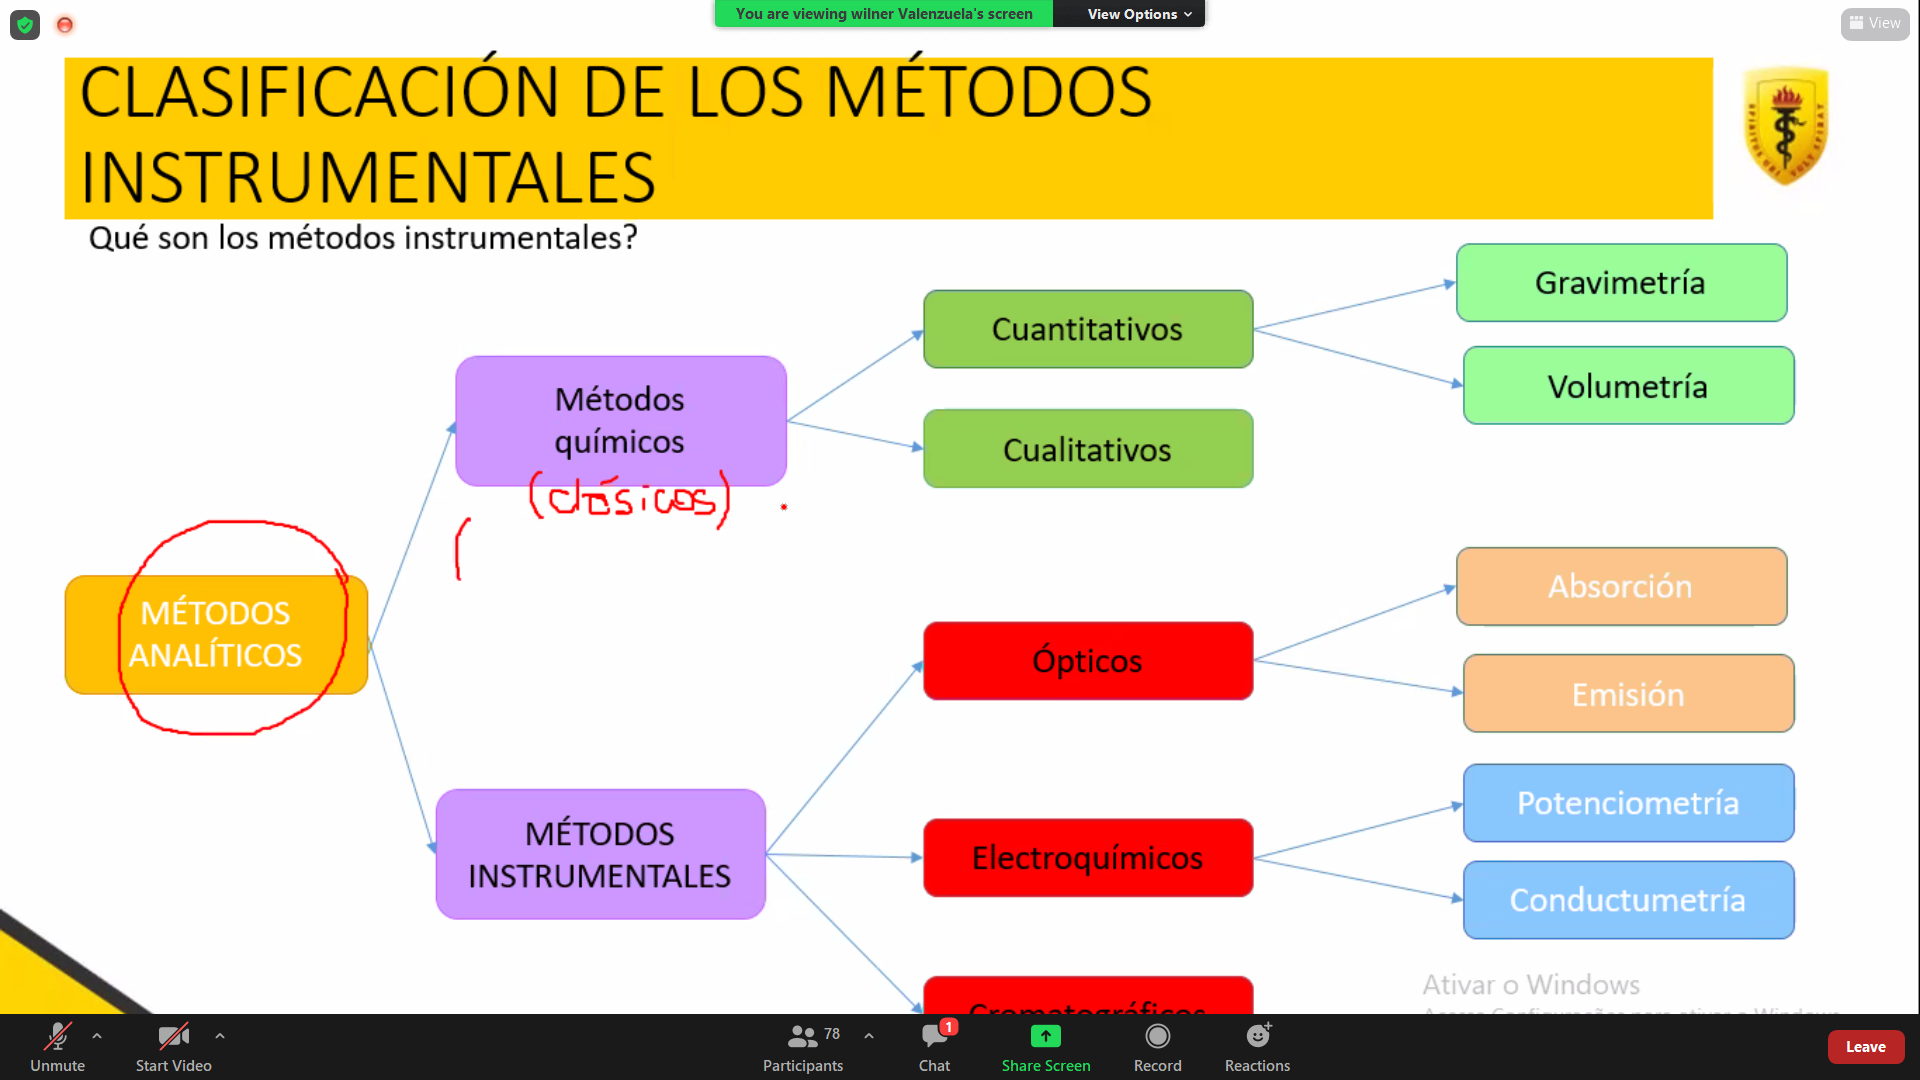 You are viewing wilner Valenzuela's screen
View Options
View
CLASIFICACIÓN DE LOS MÉTODOS
INSTRUMENTALES
Qué son los métodos instrumentales?
Gravimetría
Cuantitativos
Volumetría
Métodos
químicos
Cualitativos
(clásicos)
(
Absorción
MÉTODOS
ANALÍTICOS
Ópticos
Emisión
Potenciometría
MÉTODOS
INSTRUMENTALES
Electroquímicos
Conductumetría
Ativar o Windows
Cromatográficos
Unmute
Start Video
78
Participants
1
Chat
Share Screen
Record
Reactions
Leave